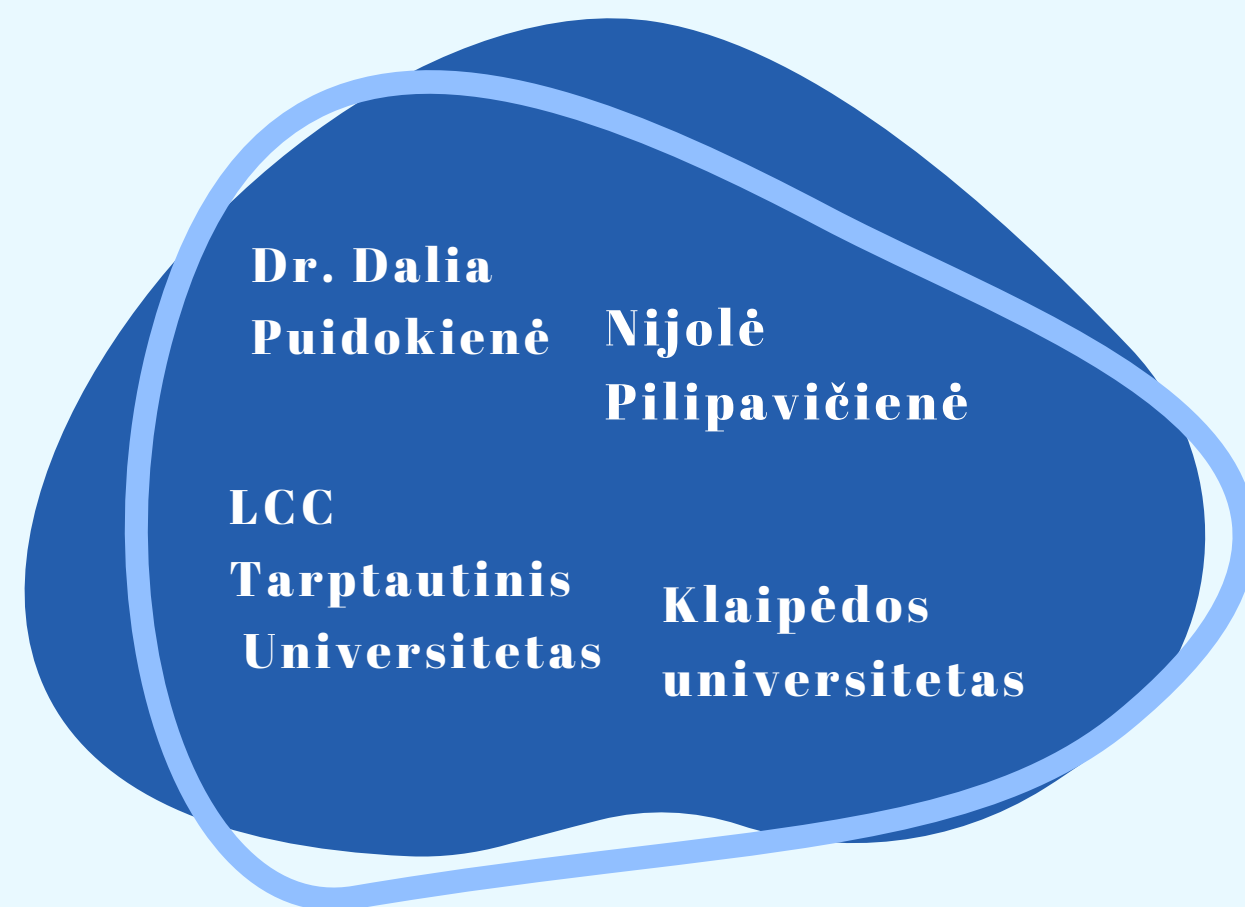 Dr. Dalia
Puidokienė
Nijolė
Pilipavičienė
LCC
Tarptautinis
Universitetas
Klaipėdos
universitetas